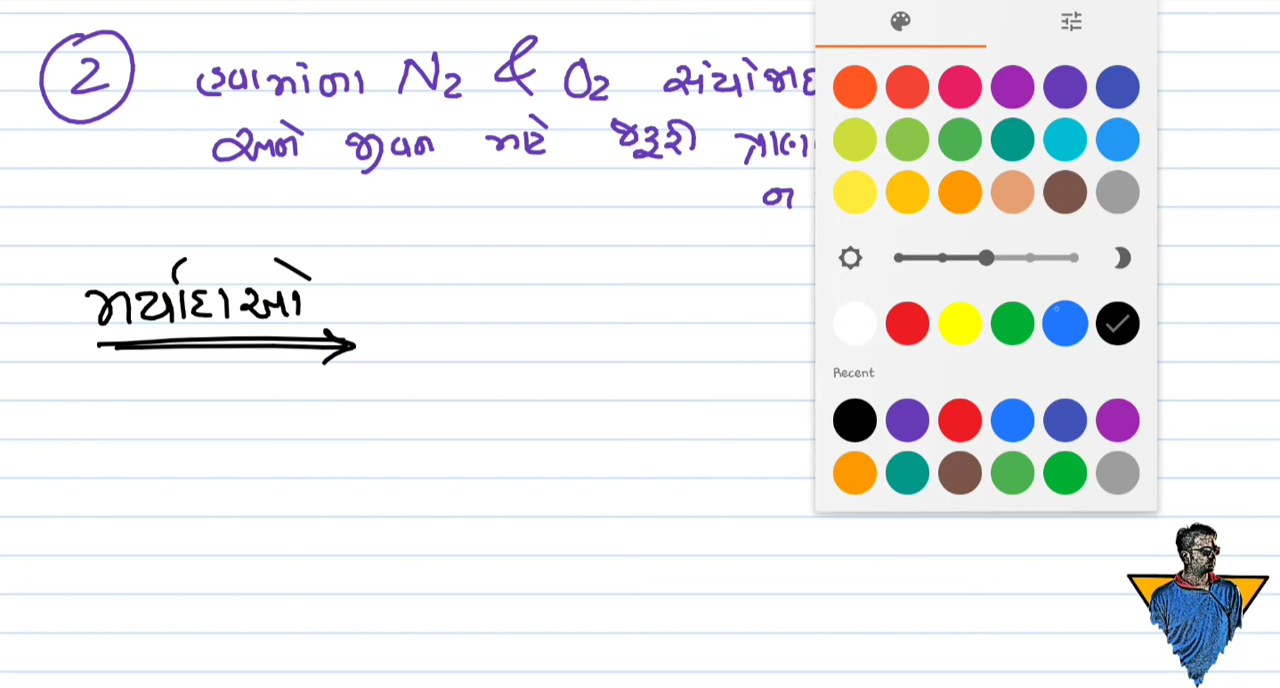 2 હવામાંના N2 & O2 સંયોજાઇ
અને જીવન માટે જરૂરી
મર્યાદાઓ
Recent